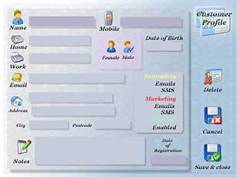 Name
Mobile
Customer
Profile
Home
Date of Birth
Work
Female Male
Email
Reminders
Emails
SMS
Delete
Marketing
Address
Emails
SMS
City
Postcode
Enabled
Cancel
Notes
Date
of
Registration
Save & close